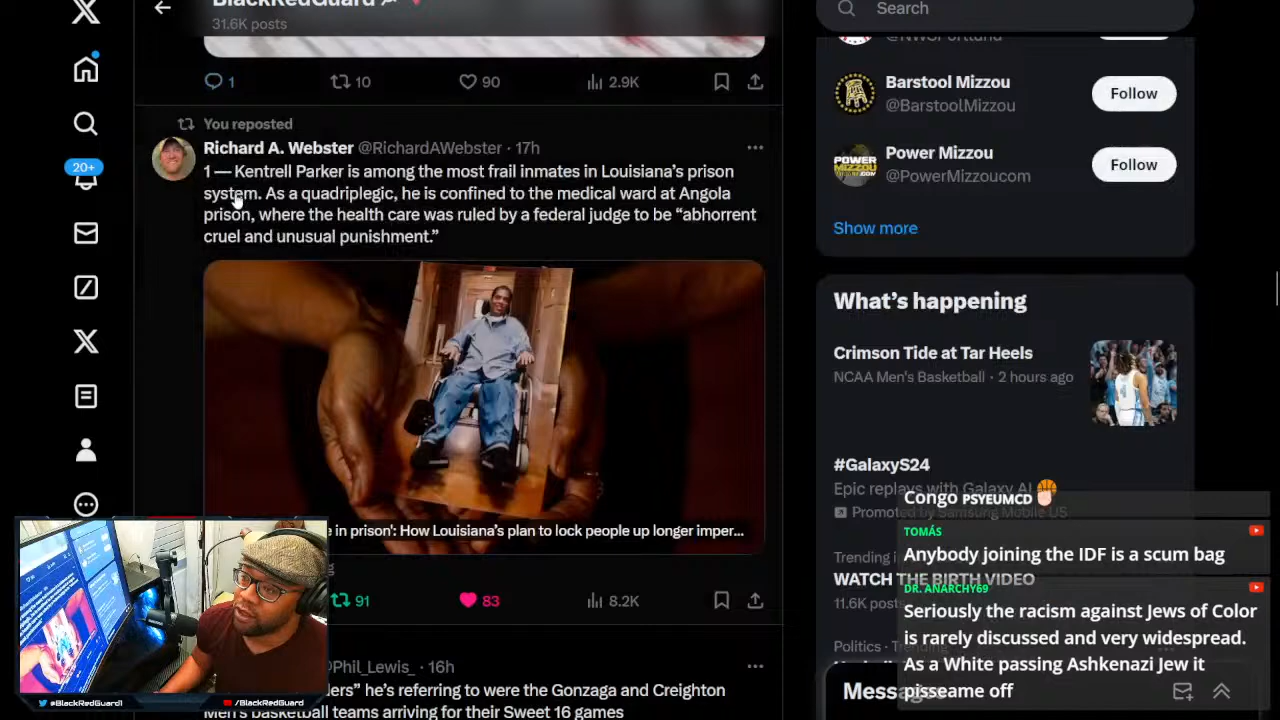 BlackRedGuard
31.6K posts
Search
1
10
90
2.9K
@NWSPortland
Barstool Mizzou
@BarstoolMizzou
Follow
Power Mizzou
@PowerMizzoucom
Follow
Show more
You reposted
Richard A. Webster @RichardAWebster · 17h
1 — Kentrell Parker is among the most frail inmates in Louisiana's prison
system. As a quadriplegic, he is confined to the medical ward at Angola
prison, where the health care was ruled by a federal judge to be “abhorrent
cruel and unusual punishment.”
20+
e in prison': How Louisiana's plan to lock people up longer imper...
91
83
8.2K
@Phil_Lewis_ · 16h
ers” he's referring to were the Gonzaga and Creighton
Men's basketball teams arriving for their Sweet 16 games
What's happening
Crimson Tide at Tar Heels
NCAA Men's Basketball · 2 hours ago
#GalaxyS24
Epic replays with Galaxy AI
Promoted by Samsung Mobile US
Trending
WATCH THE BIRTH VIDEO
11.6K posts
Politics · Trending
Messages
Congo PSYEUMCD
TOMÁS
Anybody joining the IDF is a scum bag
DR. ANARCHY69
Seriously the racism against Jews of Color
is rarely discussed and very widespread.
As a White passing Ashkenazi Jew it
pisseame off
@BlackRedGuard1
/BlackRedGuard
POWER
MIZZOU